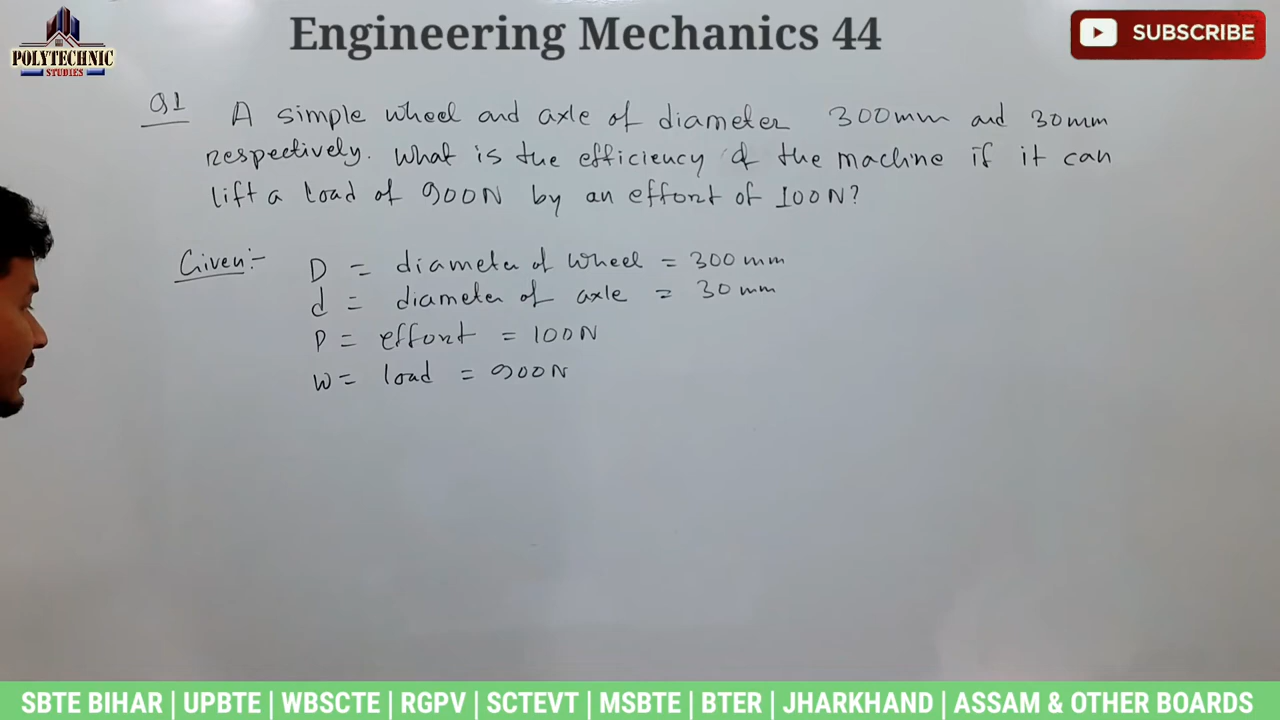 Engineering Mechanics 44
POLYTECHNIC
STUDIES
SUBSCRIBE
Q1 A simple wheel and axle of diameter 300mm and 30mm
respectively. What is the efficiency of the machine if it can
lift a load of 900N by an effort of 100N?
Given:-
D = diameter of wheel = 300mm
d = diameter of axle = 30mm
P = effort = 100N
W = load = 900N
SBTE BIHAR | UPBTE | WBSCTE | RGPV | SCTEVT | MSBTE | BTER | JHARKHAND | ASSAM & OTHER BOARDS